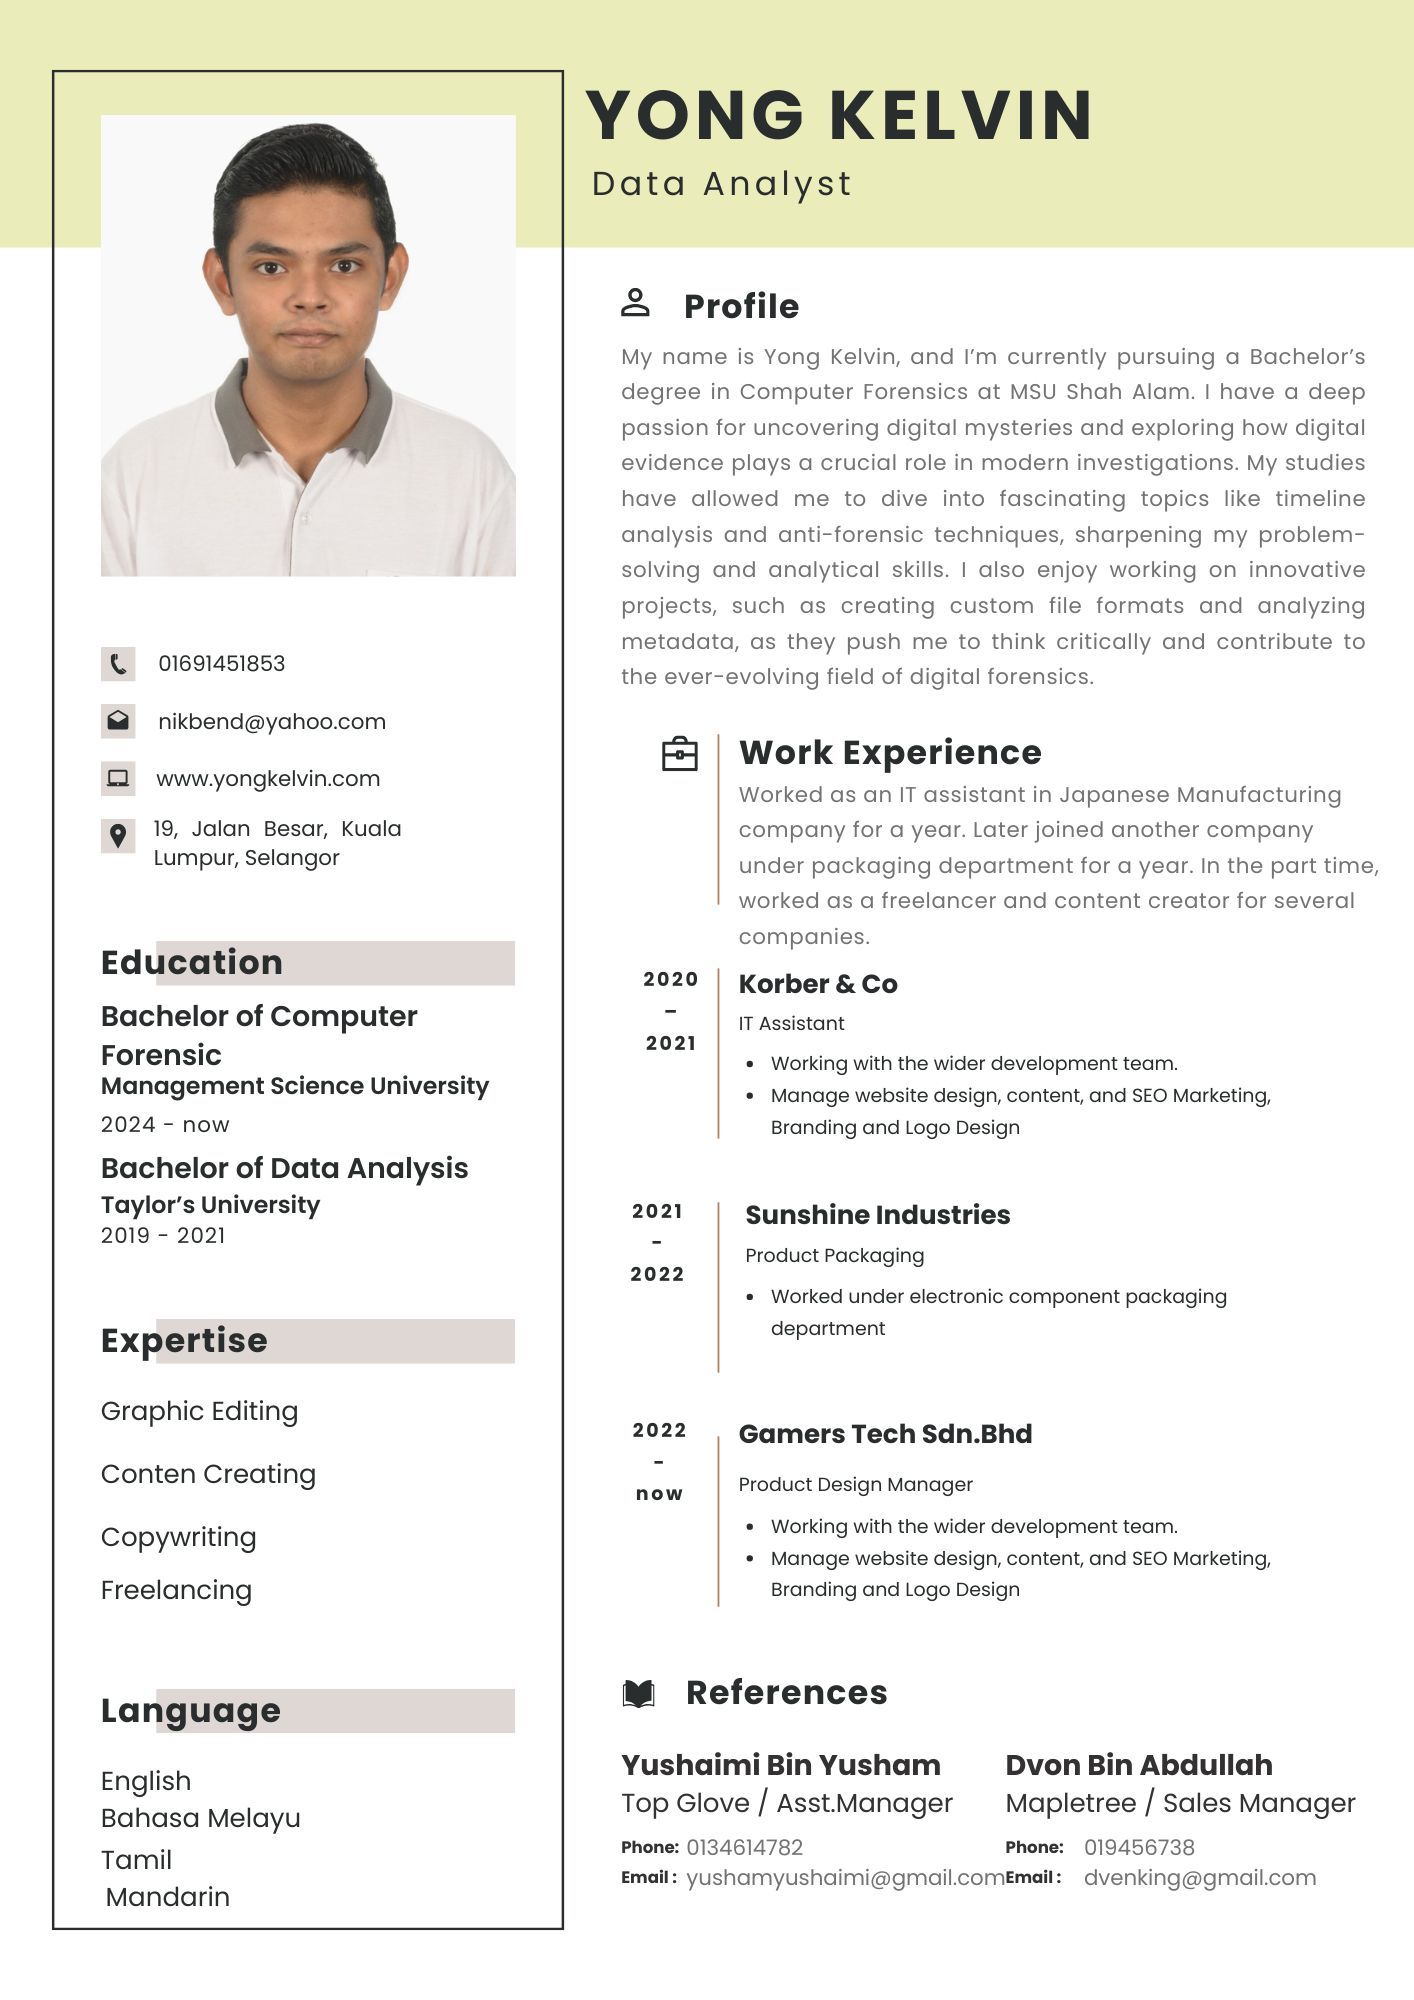 YONG KELVIN
Data Analyst
01691451853
nikbend@yahoo.com
www.yongkelvin.com
19, Jalan Besar, Kuala
Lumpur, Selangor
Education
Bachelor of Computer
Forensic
Management Science University
2024 - now
Bachelor of Data Analysis
Taylor’s University
2019 - 2021
Expertise
Graphic Editing
Conten Creating
Copywriting
Freelancing
Language
English
Bahasa Melayu
Tamil
Mandarin
Profile
My name is Yong Kelvin, and I’m currently pursuing a Bachelor’s
degree in Computer Forensics at MSU Shah Alam. I have a deep
passion for uncovering digital mysteries and exploring how digital
evidence plays a crucial role in modern investigations. My studies
have allowed me to dive into fascinating topics like timeline
analysis and anti-forensic techniques, sharpening my problem-
solving and analytical skills. I also enjoy working on innovative
projects, such as creating custom file formats and analyzing
metadata, as they push me to think critically and contribute to
the ever-evolving field of digital forensics.
Work Experience
Worked as an IT assistant in Japanese Manufacturing
company for a year. Later joined another company
under packaging department for a year. In the part time,
worked as a freelancer and content creator for several
companies.
2020
-
2021
Korber & Co
IT Assistant
• Working with the wider development team.
• Manage website design, content, and SEO Marketing,
Branding and Logo Design
2021
-
2022
Sunshine Industries
Product Packaging
• Worked under electronic component packaging
department
2022
-
now
Gamers Tech Sdn.Bhd
Product Design Manager
• Working with the wider development team.
• Manage website design, content, and SEO Marketing,
Branding and Logo Design
References
Yushaimi Bin Yusham
Top Glove / Asst.Manager
Phone: 0134614782
Email : yushamyushaimi@gmail.com
Dvon Bin Abdullah
Mapletree / Sales Manager
Phone: 019456738
Email : dvenking@gmail.com